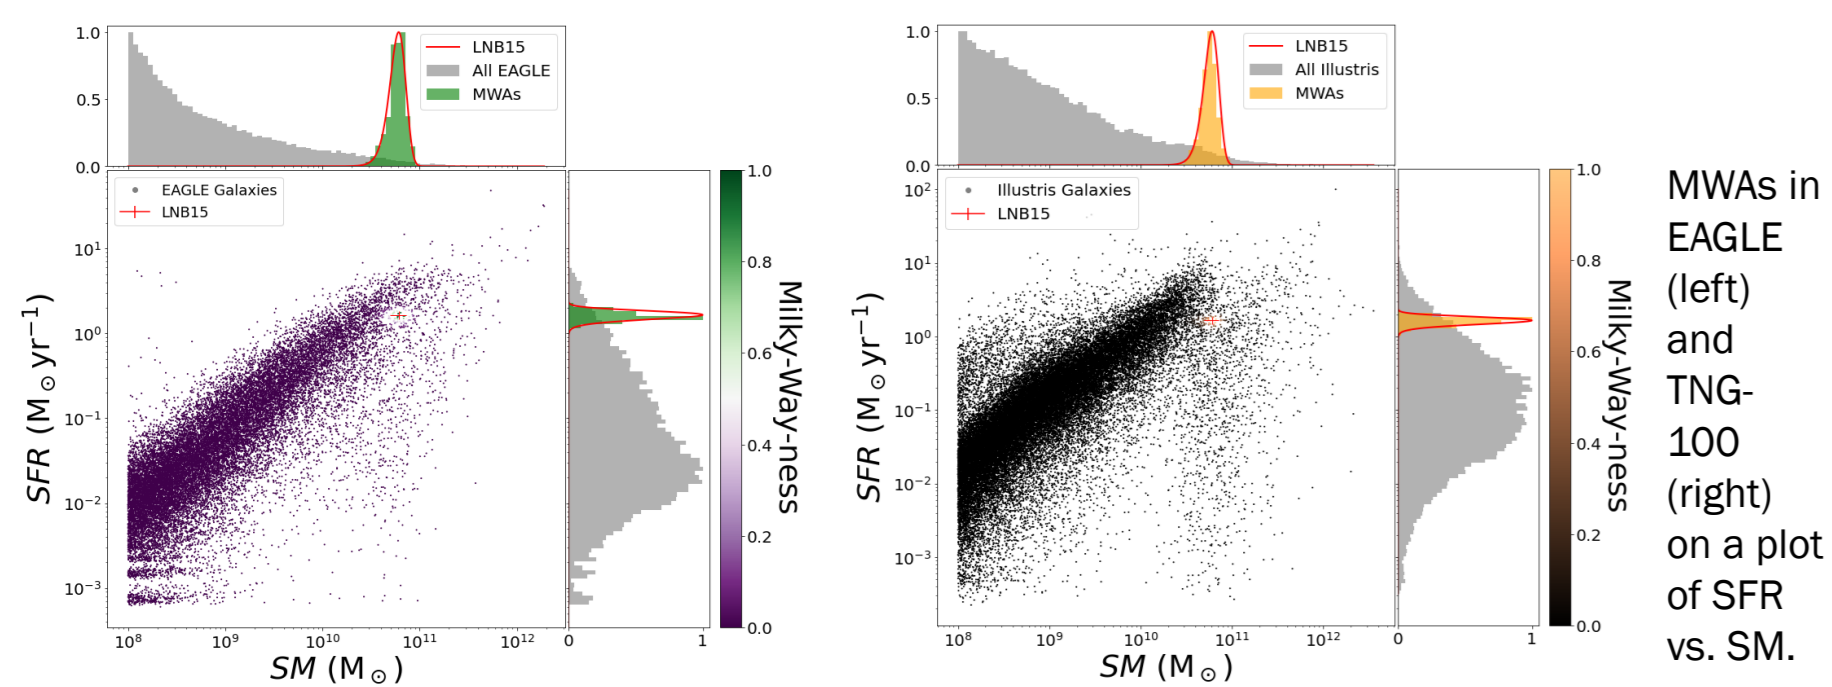 1.0
0.5
0.0
LNB15
All EAGLE
MWAs
EAGLE Galaxies
LNB15
10¹
10⁰
10⁻¹
10⁻²
10⁻³
SFR (M⊙yr⁻¹)
10⁸ 10⁹ 10¹⁰ 10¹¹ 10¹²
SM (M⊙)
0 1
1.0
0.8
0.6
0.4
0.2
0.0
Milky-Way-ness
1.0
0.5
0.0
LNB15
All Illustris
MWAs
Illustris Galaxies
LNB15
10²
10¹
10⁰
10⁻¹
10⁻²
10⁻³
SFR (M⊙yr⁻¹)
10⁸ 10⁹ 10¹⁰ 10¹¹ 10¹²
SM (M⊙)
0 1
1.0
0.8
0.6
0.4
0.2
0.0
Milky-Way-ness
MWAs in
EAGLE
(left)
and
TNG-
100
(right)
on a plot
of SFR
vs. SM.